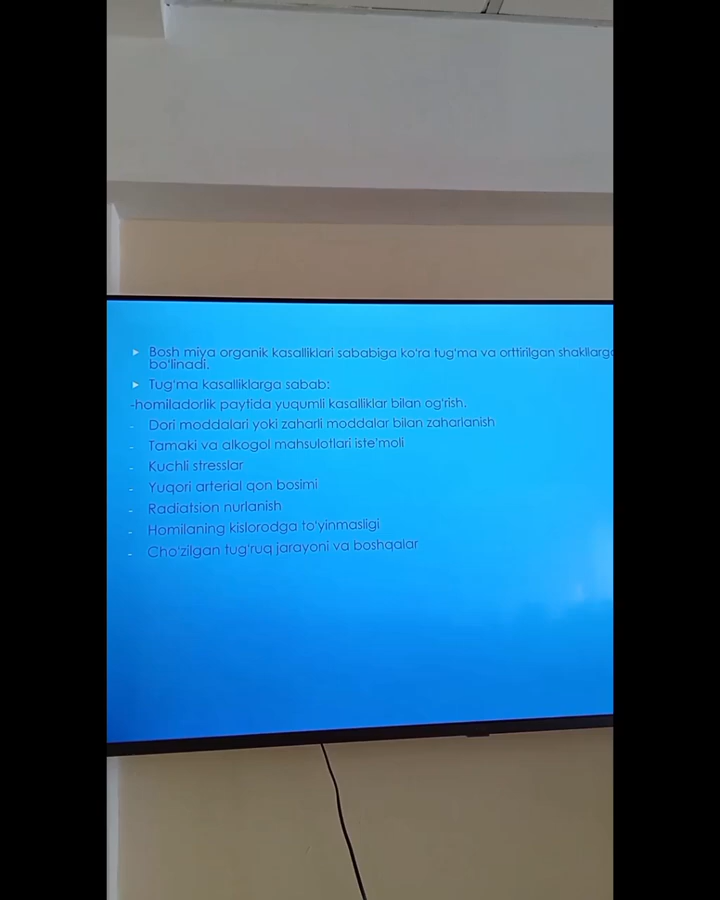 Bosh miya organik kasalliklari sababiga ko'ra tug'ma va orttirilgan
bo'linadi.
Tug'ma kasalliklarga sabab:
-homiladorlik paytida yuqumli kasalliklar bilan og'rish.
- Dori moddalari yoki zaharli moddalar bilan zaharlanish
- Tamaki va alkogol mahsulotlari iste'moli
- Kuchli stresslar
- Yuqori arterial qon bosimi
- Radiatsion nurlanish
- Homilaning kislorodga to'yinmasligi
- Cho'zilgan tug'ruq jarayoni va boshqalar